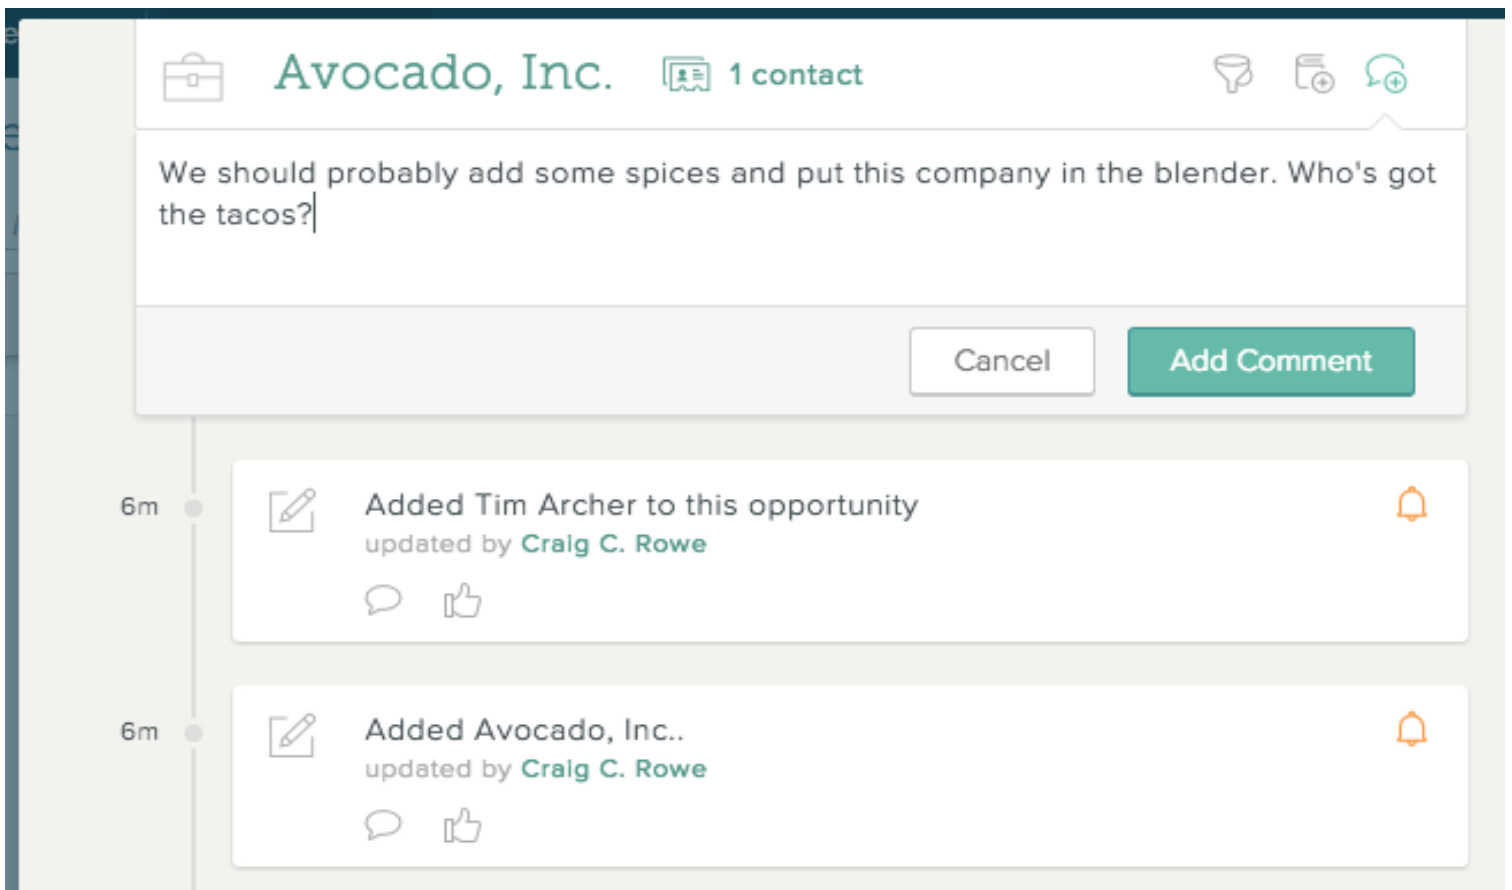 Avocado, Inc.
1 contact
We should probably add some spices and put this company in the blender. Who's got
the tacos?
Cancel
Add Comment
6m
Added Tim Archer to this opportunity
updated by Craig C. Rowe
6m
Added Avocado, Inc..
updated by Craig C. Rowe